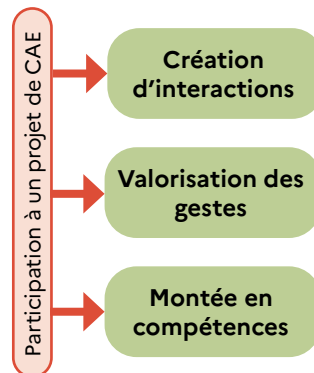 Participation à un projet de CAE
Création
d'interactions
Valorisation des
gestes
Montée en
compétences